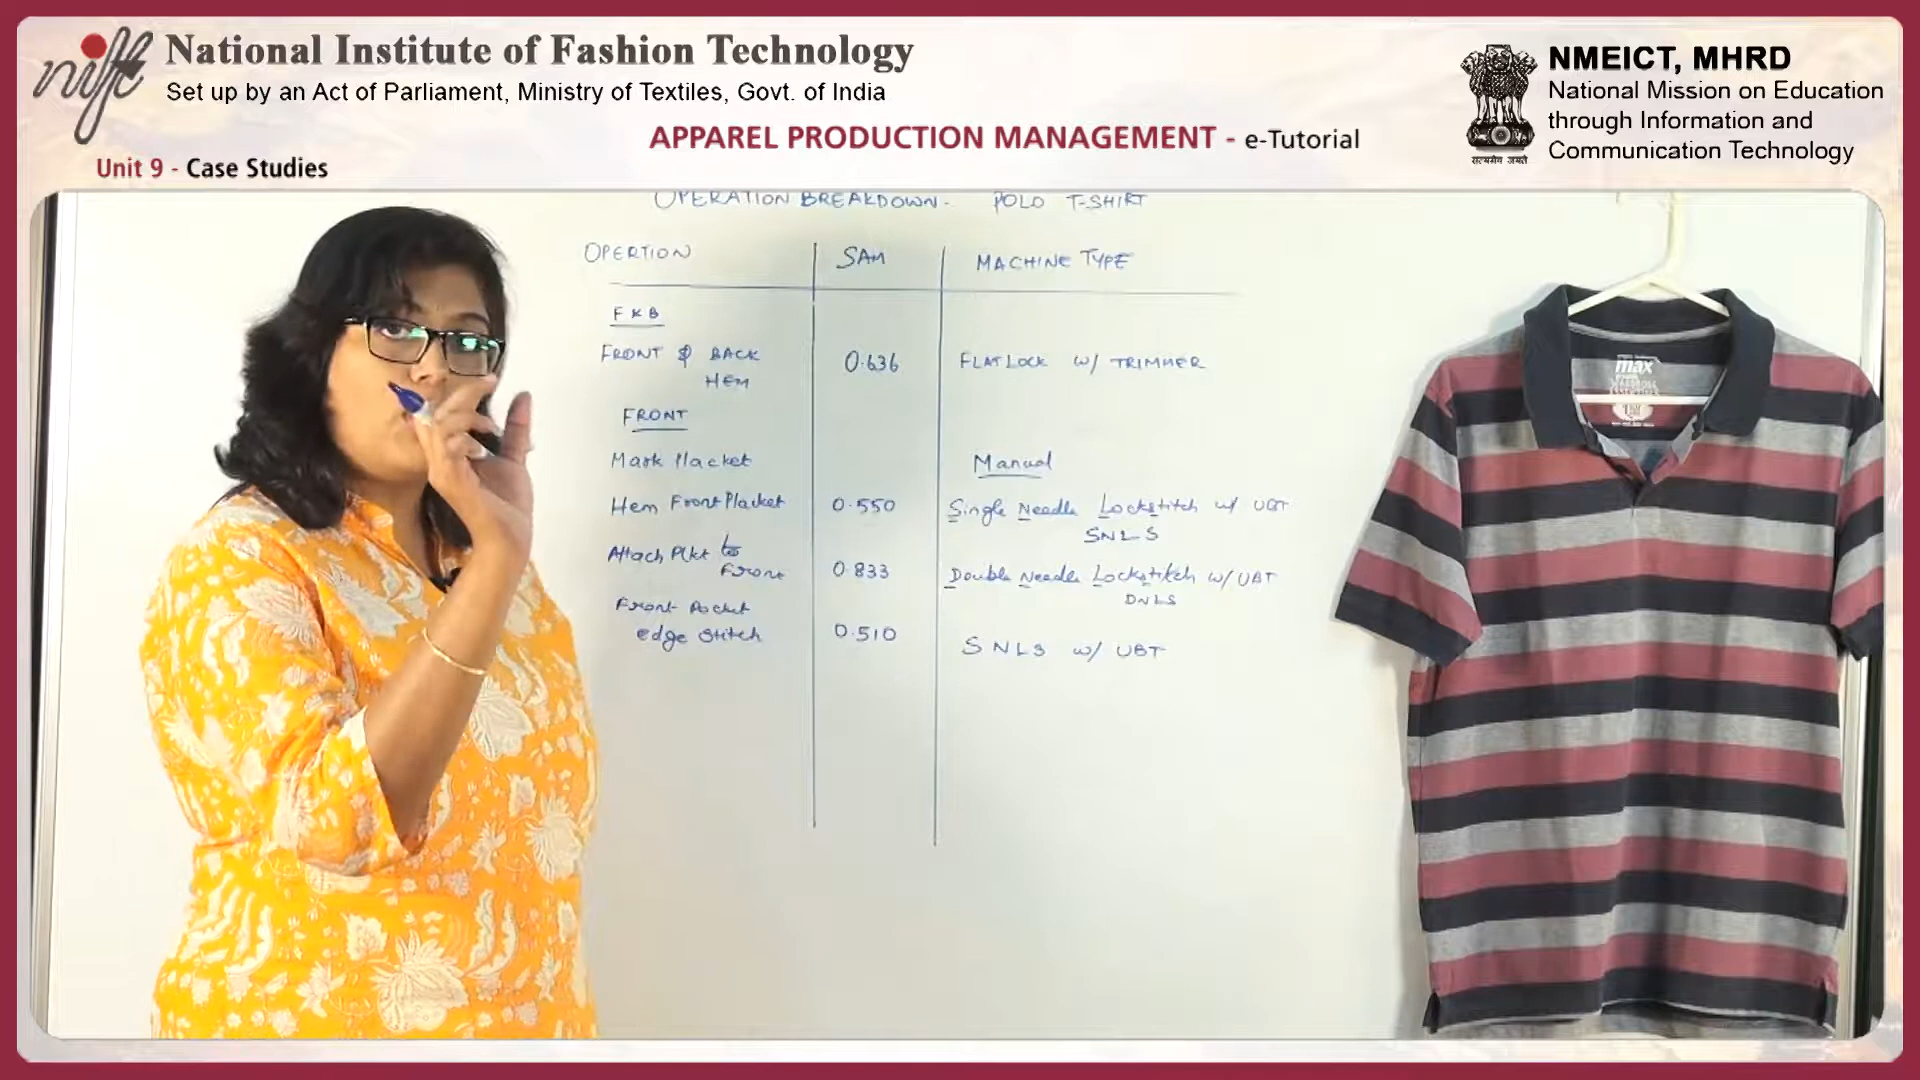 nift
National Institute of Fashion Technology
Set up by an Act of Parliament, Ministry of Textiles, Govt. of India
NMEICT, MHRD
National Mission on Education
through Information and
Communication Technology
सत्यमेव जयते
APPAREL PRODUCTION MANAGEMENT - e-Tutorial
Unit 9 - Case Studies
OPERATION BREAKDOWN - POLO T-SHIRT
OPERTION SAM MACHINE TYPE
F & B
FRONT & BACK 0.636 FLATLOCK w/ TRIMMER
HEM
FRONT
Mark Placket Manual
Hem Front Placket 0.550 Single Needle Lockstitch w/ UBT
SNLS
Attach Plkt to
Front 0.833 Double Needle Lockstitch w/ UBT
DNLS
Front Pocket
edge stitch 0.510 SNLS w/ UBT
max